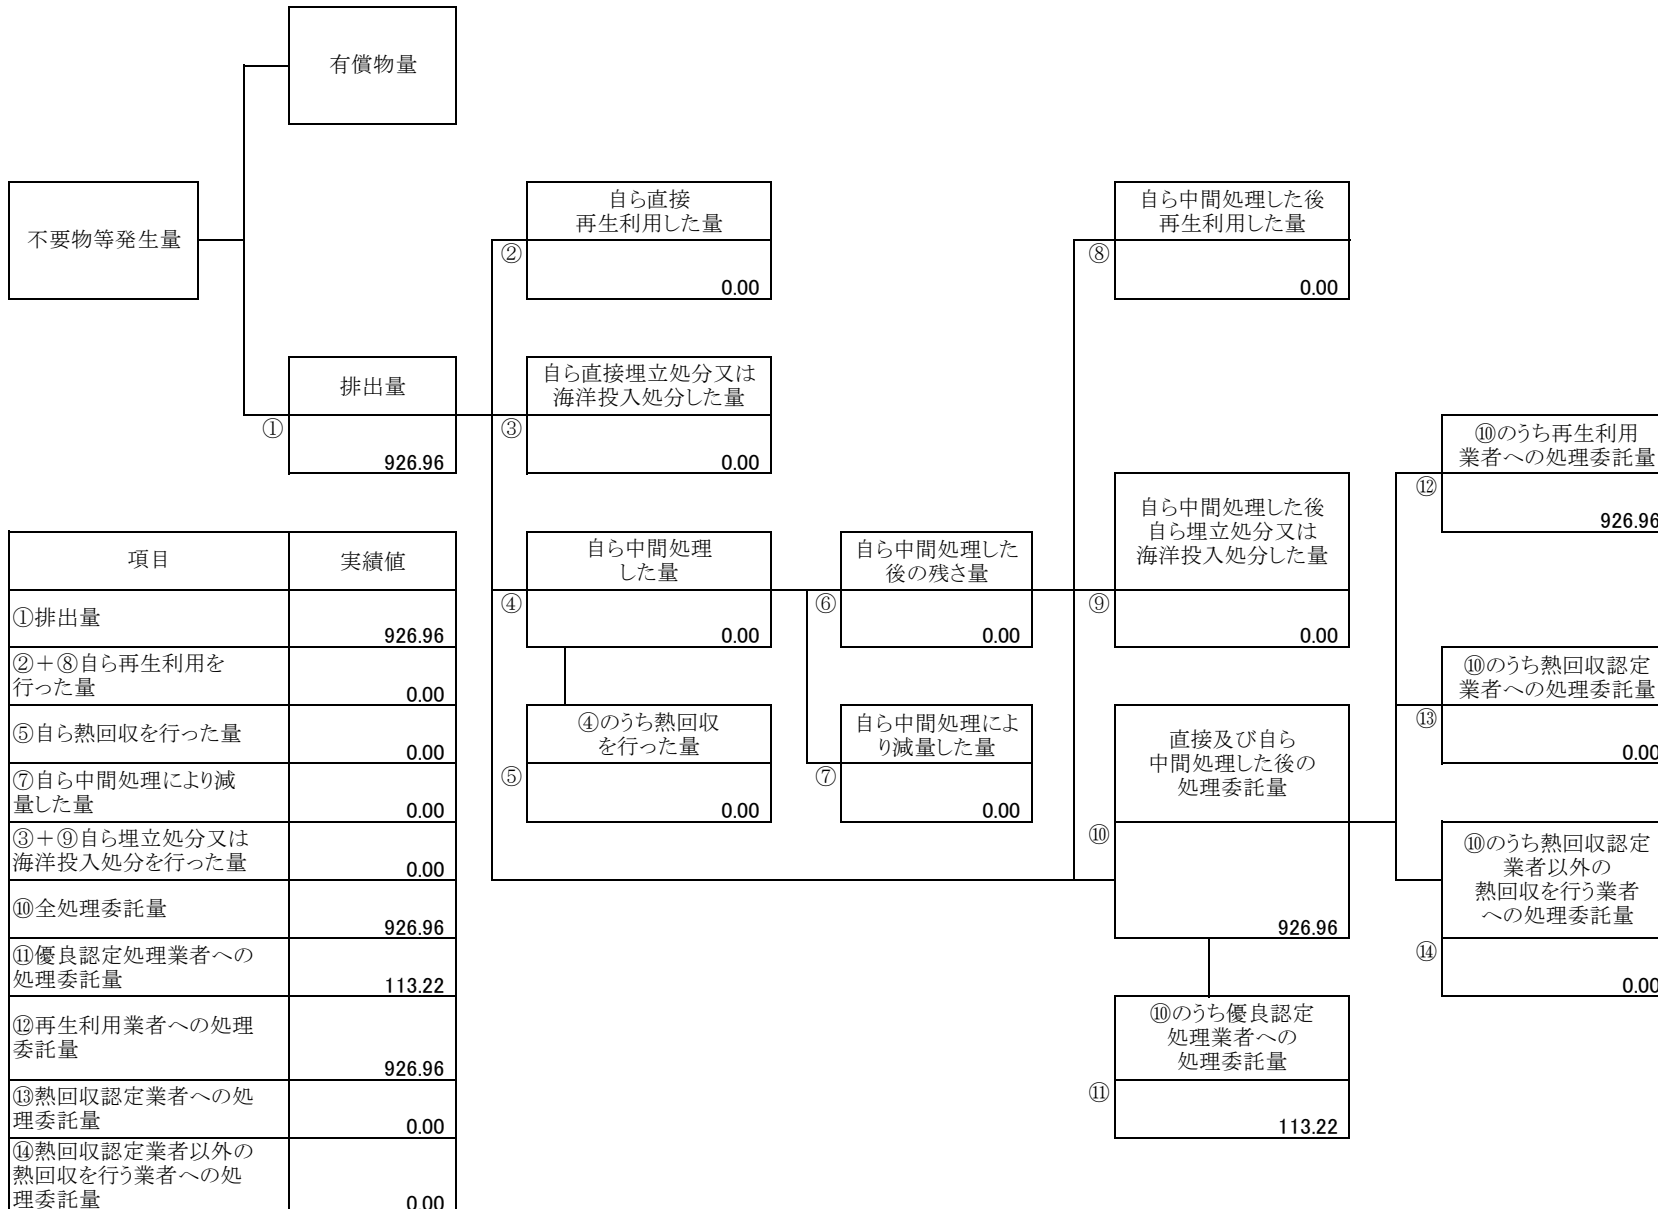 有償物量
不要物等発生量
自ら直接
再生利用した量
②
0.00
自ら中間処理した後
再生利用した量
⑧
0.00
排出量
①
926.96
自ら直接埋立処分又は
海洋投入処分した量
③
0.00
⑩のうち再生利用
業者への処理委託量
⑫
926.96
自ら中間処理
した量
④
0.00
自ら中間処理した
後の残さ量
⑥
0.00
自ら中間処理した後
自ら埋立処分又は
海洋投入処分した量
⑨
0.00
⑩のうち熱回収認定
業者への処理委託量
⑬
0.00
④のうち熱回収
を行った量
⑤
0.00
自ら中間処理によ
り減量した量
⑦
0.00
直接及び自ら
中間処理した後の
処理委託量
⑩
926.96
⑩のうち熱回収認定
業者以外の
熱回収を行う業者
への処理委託量
⑭
0.00
⑩のうち優良認定
処理業者への
処理委託量
⑪
113.22
項目
実績値
①排出量
926.96
②+⑧自ら再生利用を
行った量
0.00
⑤自ら熱回収を行った量
0.00
⑦自ら中間処理により減
量した量
0.00
③+⑨自ら埋立処分又は
海洋投入処分を行った量
0.00
⑩全処理委託量
926.96
⑪優良認定処理業者への
処理委託量
113.22
⑫再生利用業者への処理
委託量
926.96
⑬熱回収認定業者への処
理委託量
0.00
⑭熱回収認定業者以外の
熱回収を行う業者への処
理委託量
0.00